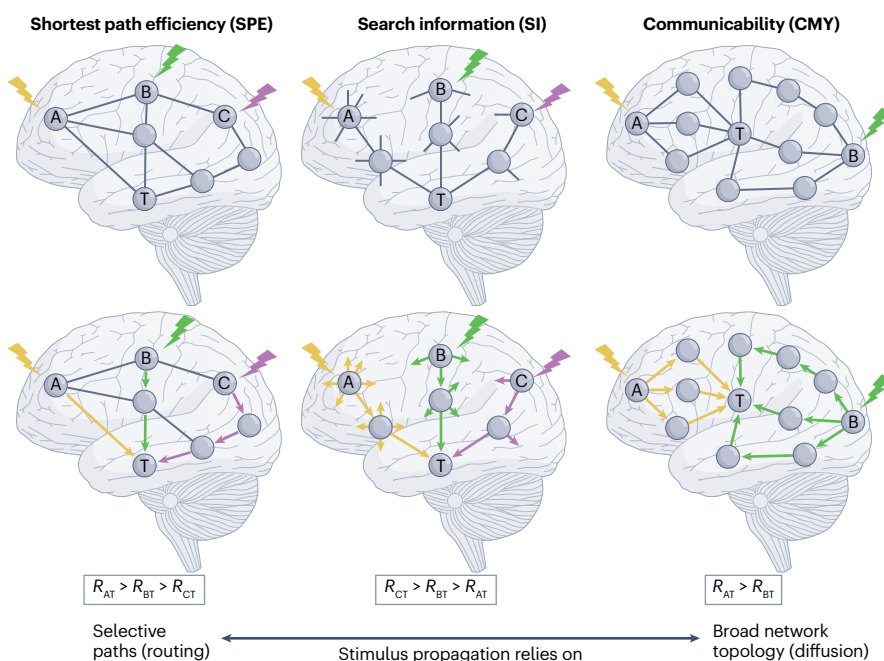 Shortest path efficiency (SPE)
Search information (SI)
Communicability (CMY)
A
B
C
T
A
B
C
T
A
T
B
A
B
C
T
A
B
C
T
A
T
B
R_AT > R_BT > R_CT
R_CT > R_BT > R_AT
R_AT > R_BT
Selective
paths (routing)
Stimulus propagation relies on
Broad network
topology (diffusion)